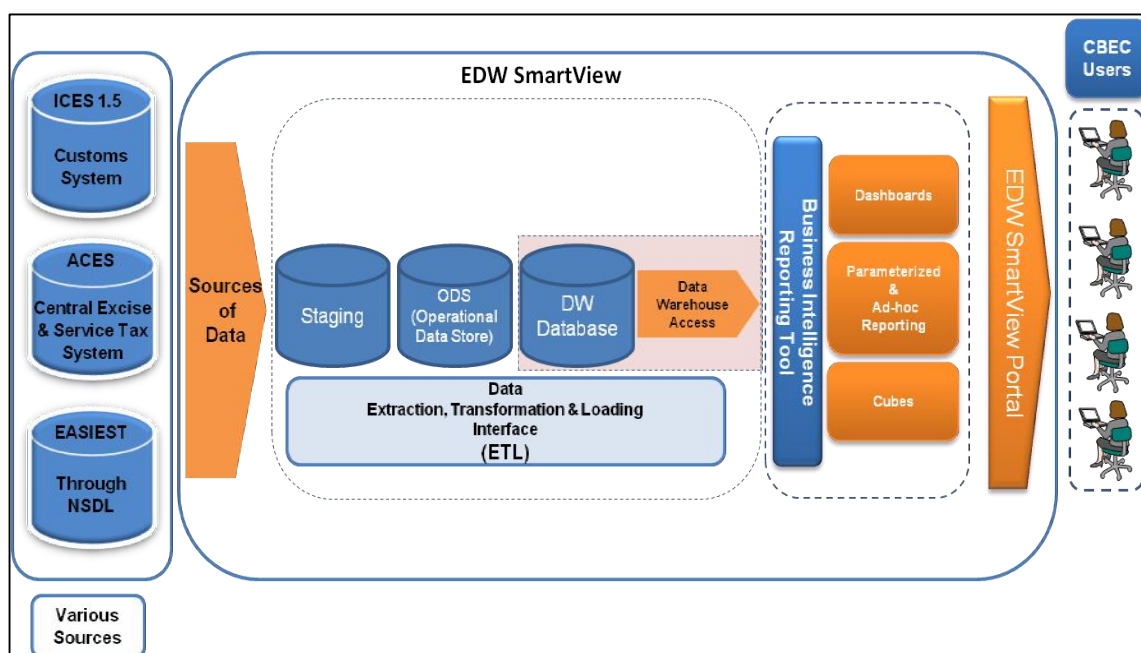 ICES 1.5
Customs
System
ACES
Central Excise
& Service Tax
System
EASIEST
Through
NSDL
Various
Sources
EDW SmartView
Sources
of
Data
Staging
ODS
(Operational
Data Store)
DW
Database
Data
Warehouse
Access
Data
Extraction, Transformation & Loading
Interface
(ETL)
Business Intelligence
Reporting Tool
Dashboards
Parameterized
&
Ad-hoc
Reporting
Cubes
EDW SmartView Portal
CBEC
Users